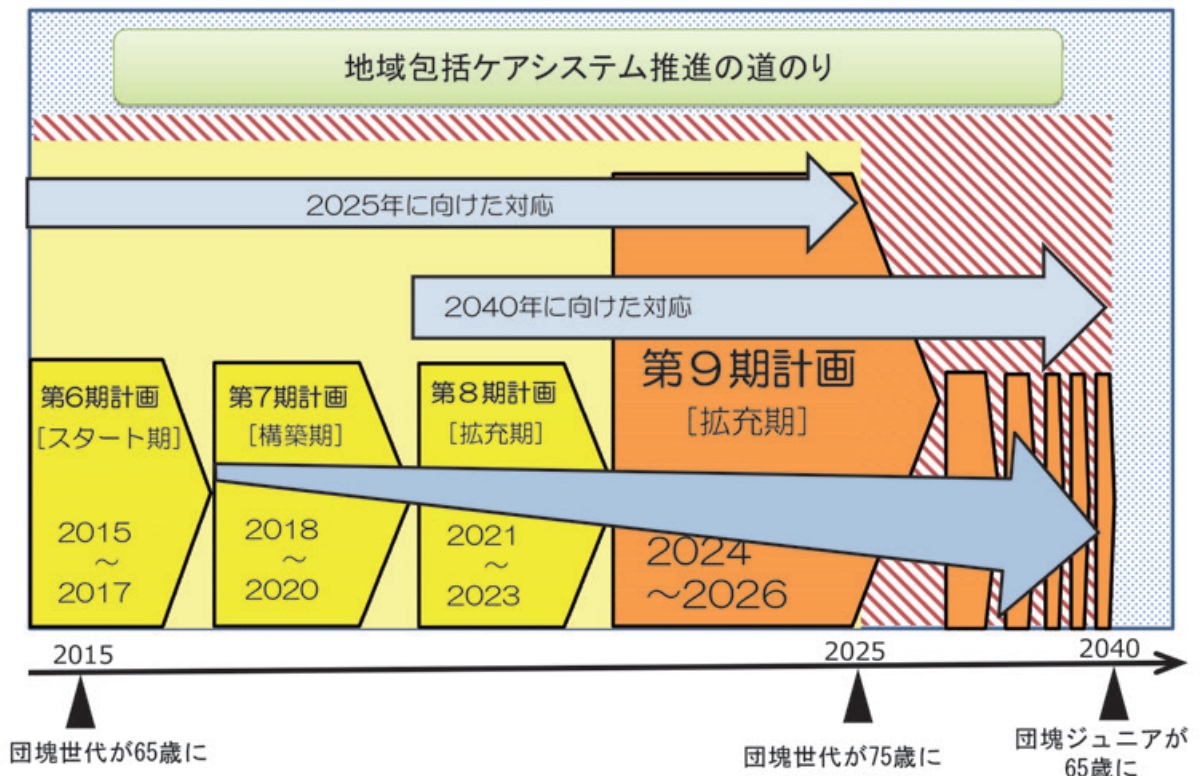 地域包括ケアシステム推進の道のり
2025年に向けた対応
2040年に向けた対応
第6期計画
[スタート期]
2015
～
2017
第7期計画
[構築期]
2018
～
2020
第8期計画
[拡充期]
2021
～
2023
第9期計画
[拡充期]
2024
～2026
2015
2025
2040
団塊世代が65歳に
団塊世代が75歳に
団塊ジュニアが
65歳に